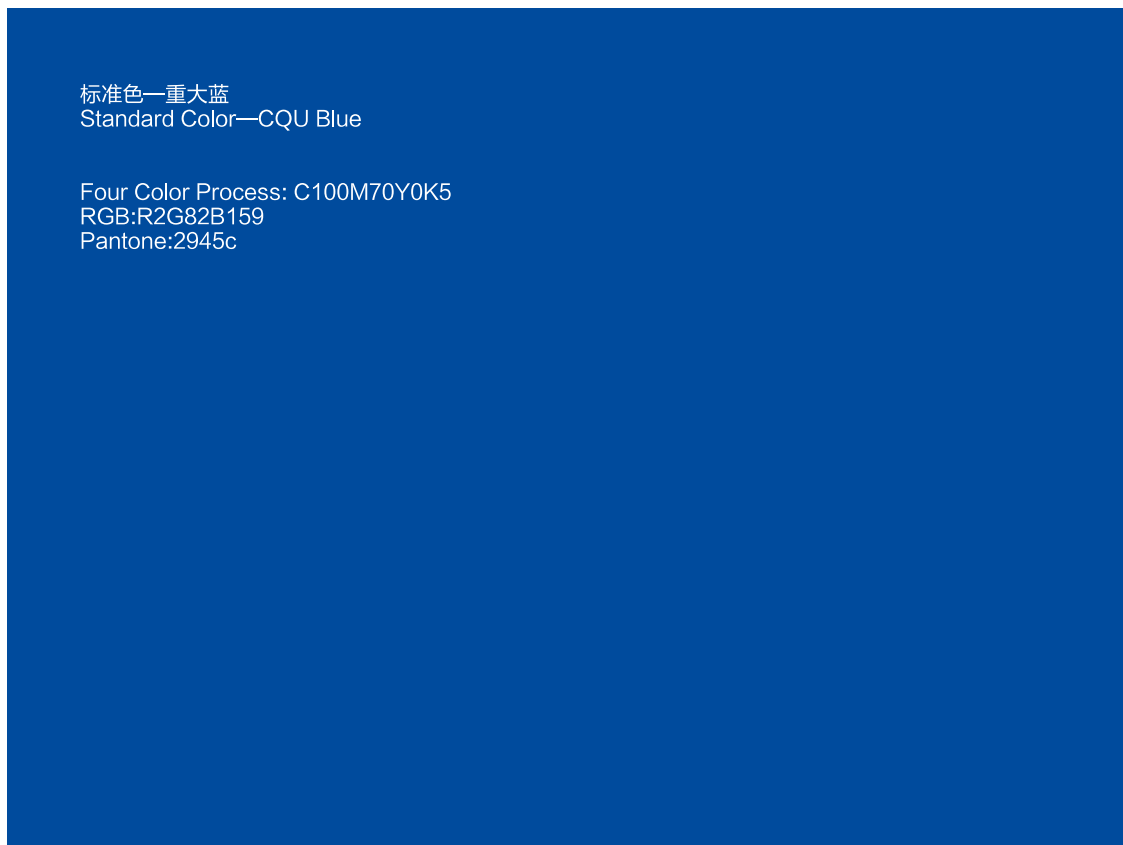 标准色—重大蓝
Standard Color—CQU Blue
Four Color Process: C100M70Y0K5
RGB:R2G82B159
Pantone:2945c